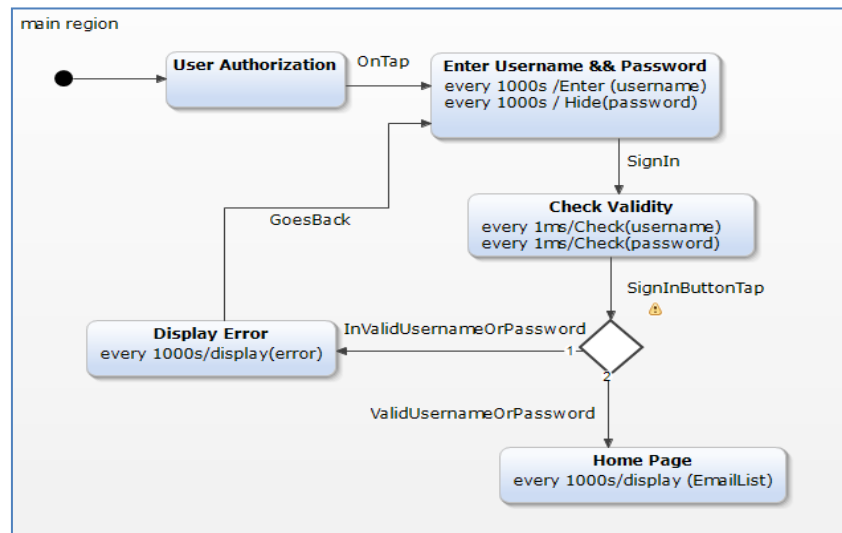 main region
User Authorization
OnTap
Enter Username && Password
every 1000s /Enter (username)
every 1000s / Hide(password)
SignIn
GoesBack
Check Validity
every 1ms/Check(username)
every 1ms/Check(password)
SignInButtonTap
Display Error
every 1000s/display(error)
InValidUsernameOrPassword
1
2
ValidUsernameOrPassword
Home Page
every 1000s/display (EmailList)